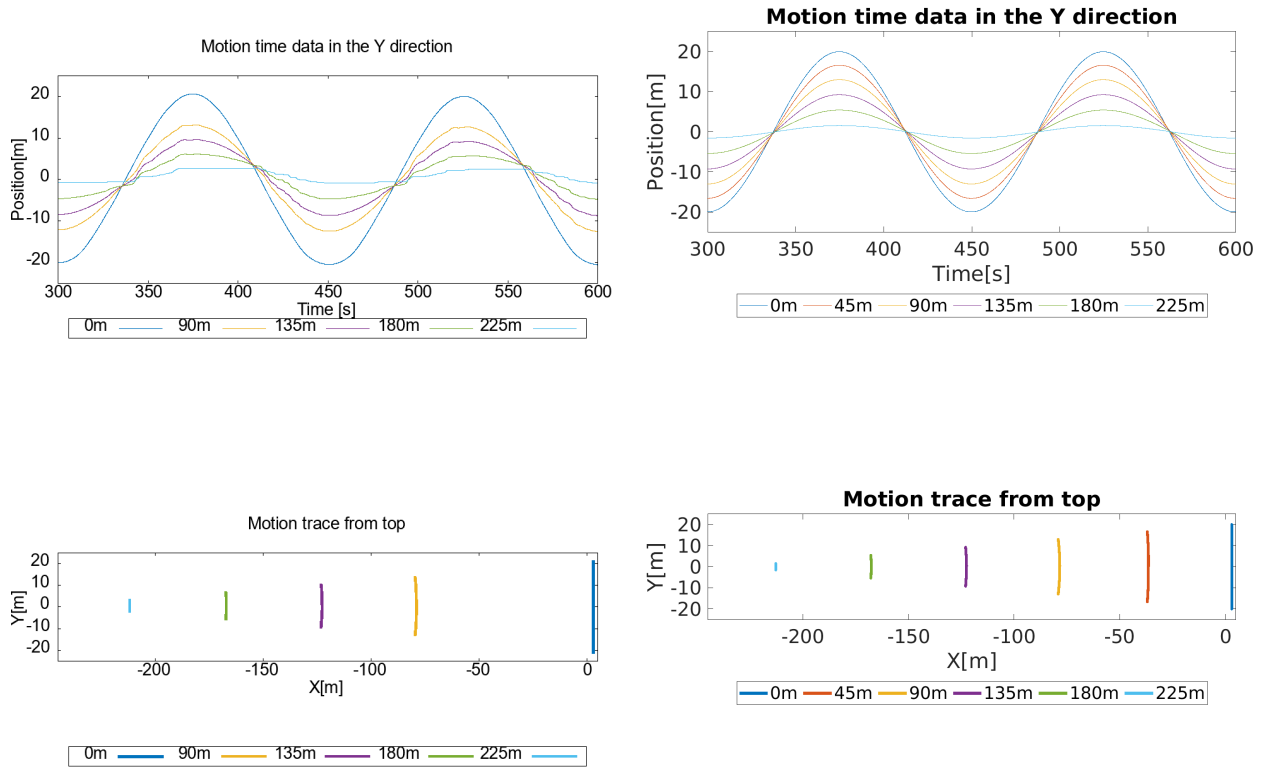 Motion time data in the Y direction
20
10
0
-10
-20
Position[m]
300 350 400 450 500 550 600
Time [s]
0m 90m 135m 180m 225m
Motion time data in the Y direction
20
10
0
-10
-20
Position[m]
300 350 400 450 500 550 600
Time[s]
0m 45m 90m 135m 180m 225m
Motion trace from top
20
10
0
-10
-20
Y[m]
-200 -150 -100 -50 0
X[m]
0m 90m 135m 180m 225m
Motion trace from top
20
10
0
-10
-20
Y[m]
-200 -150 -100 -50 0
X[m]
0m 45m 90m 135m 180m 225m